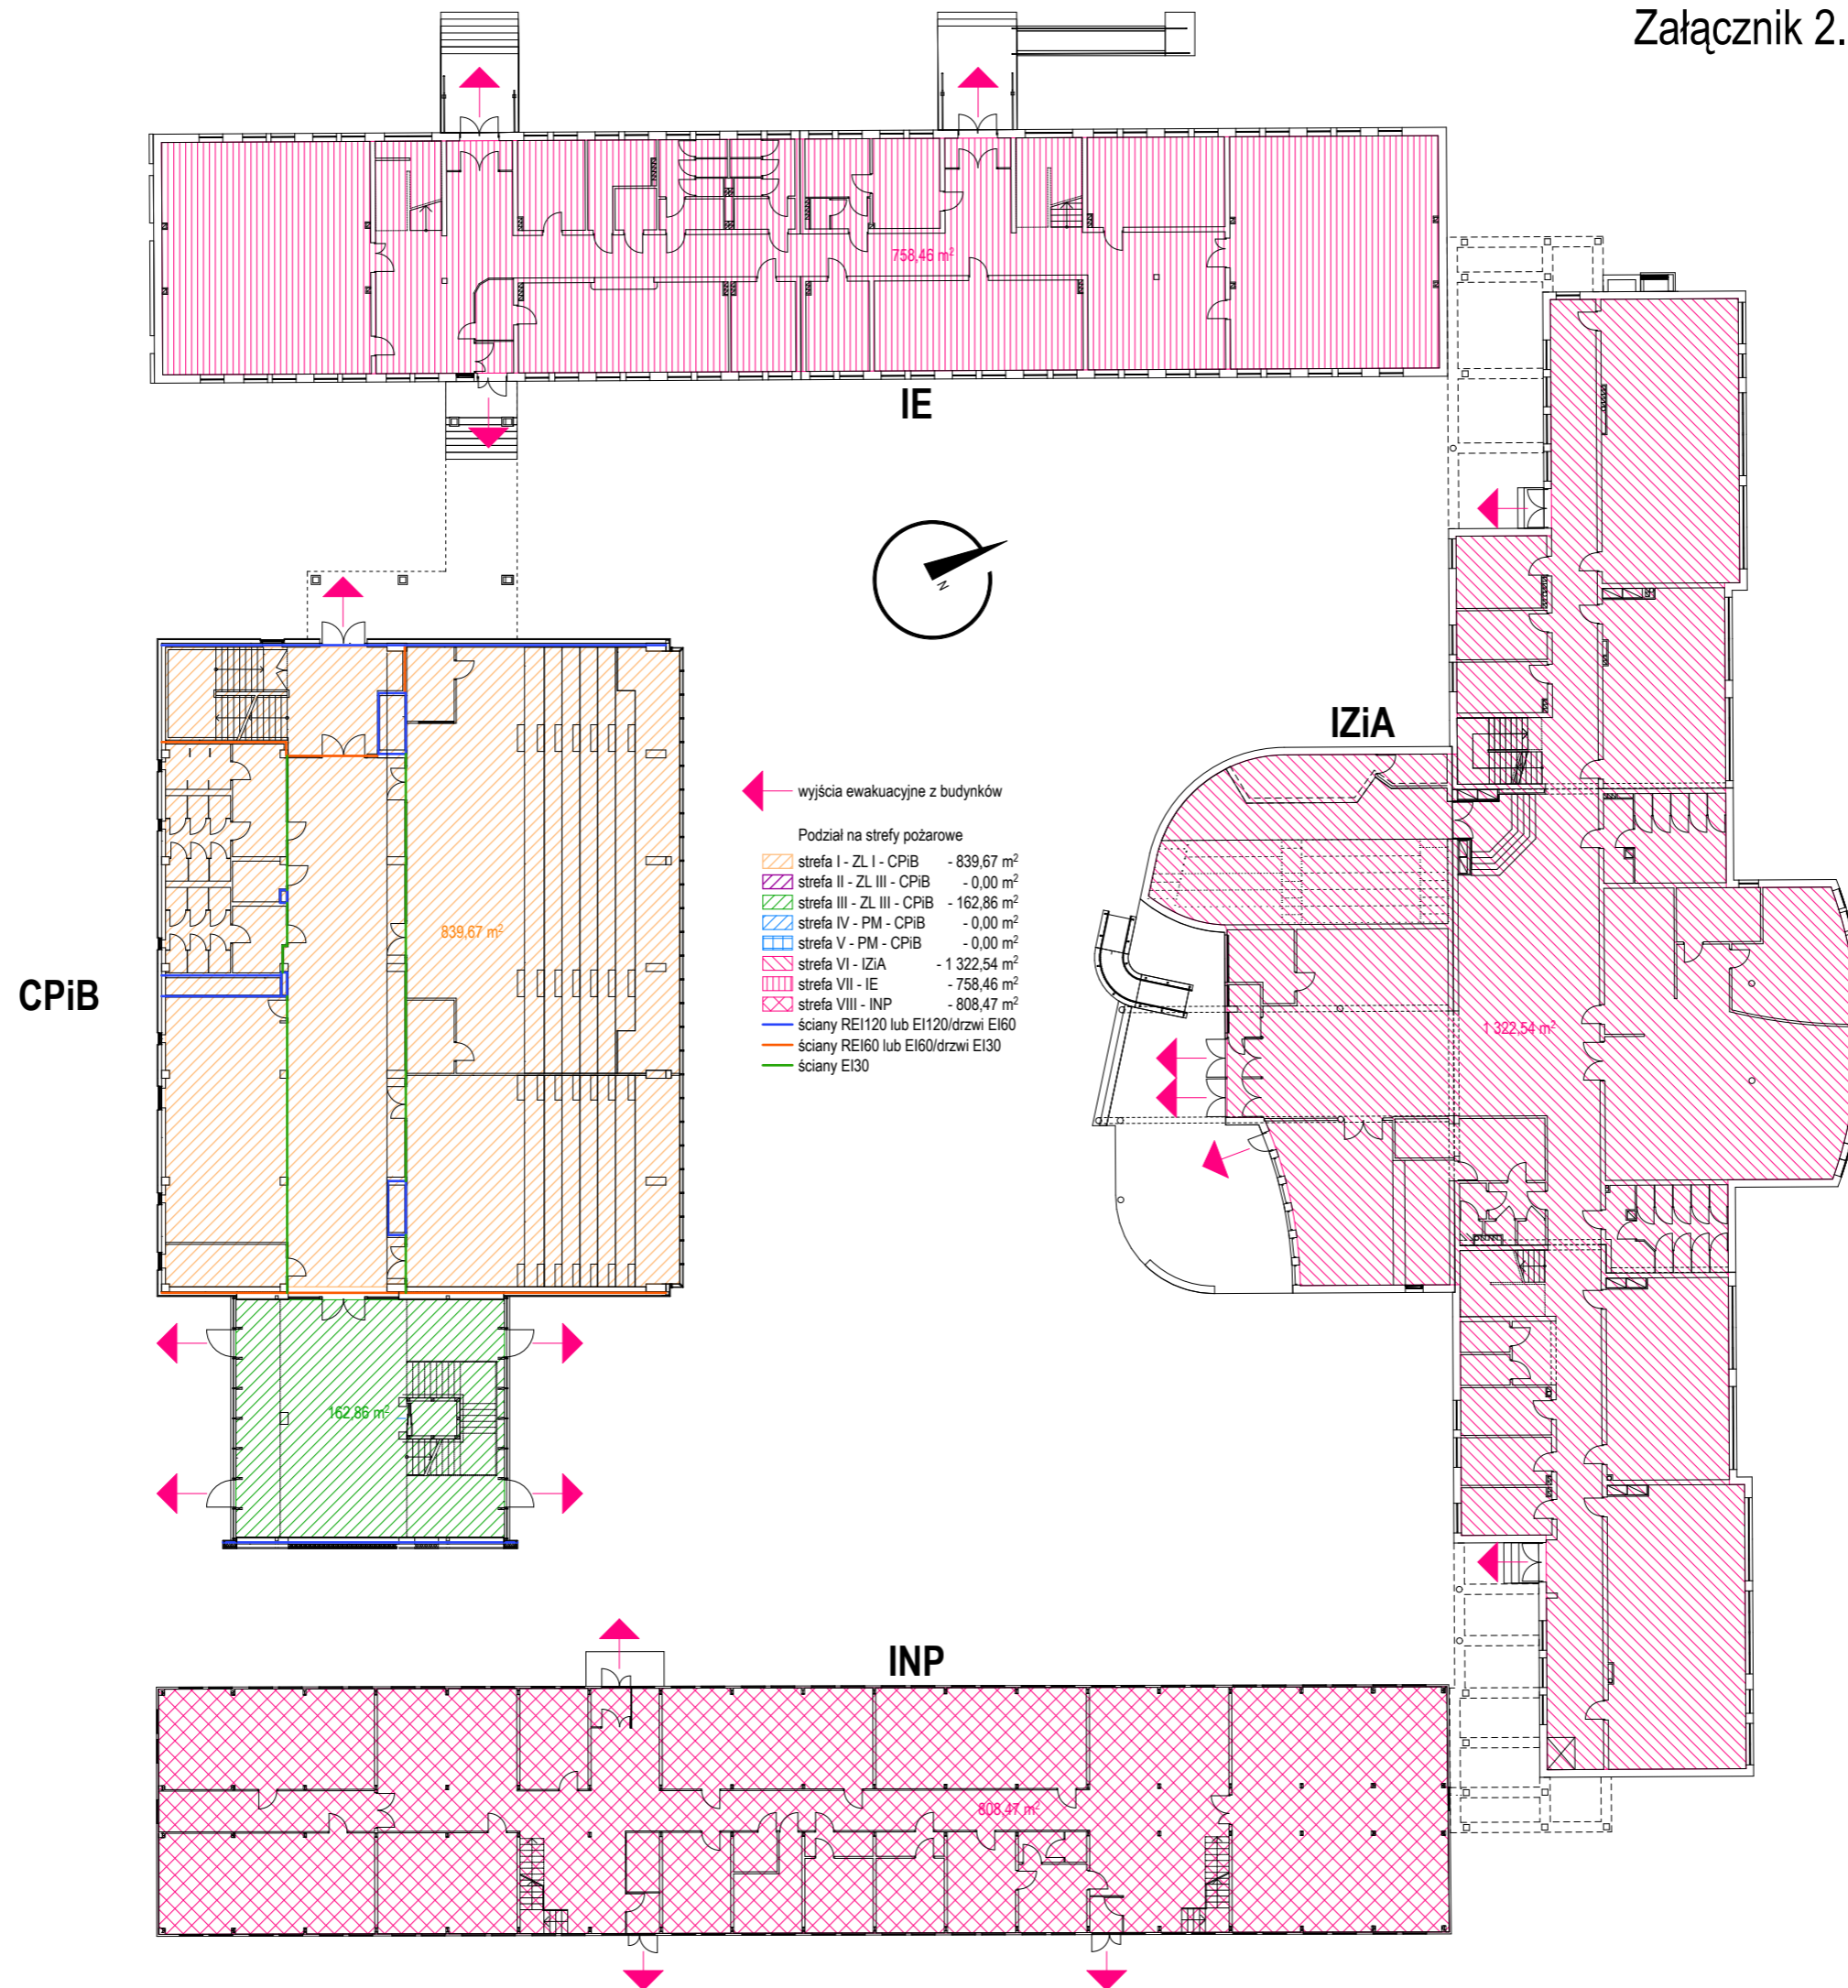 Załącznik 2.
758,46 m²
IE
N
IZiA
wyjścia ewakuacyjne z budynków
Podział na strefy pożarowe
strefa I - ZL I - CPiB - 839,67 m²
strefa II - ZL III - CPiB - 0,00 m²
strefa III - ZL III - CPiB - 162,86 m²
strefa IV - PM - CPiB - 0,00 m²
strefa V - PM - CPiB - 0,00 m²
strefa VI - IZiA - 1 322,54 m²
strefa VII - IE - 758,46 m²
strefa VIII - INP - 808,47 m²
ściany REI120 lub EI120/drzwi EI60
ściany REI60 lub EI60/drzwi EI30
ściany EI30
839,67 m²
CPiB
1 322,54 m²
162,86 m²
INP
808,47 m²